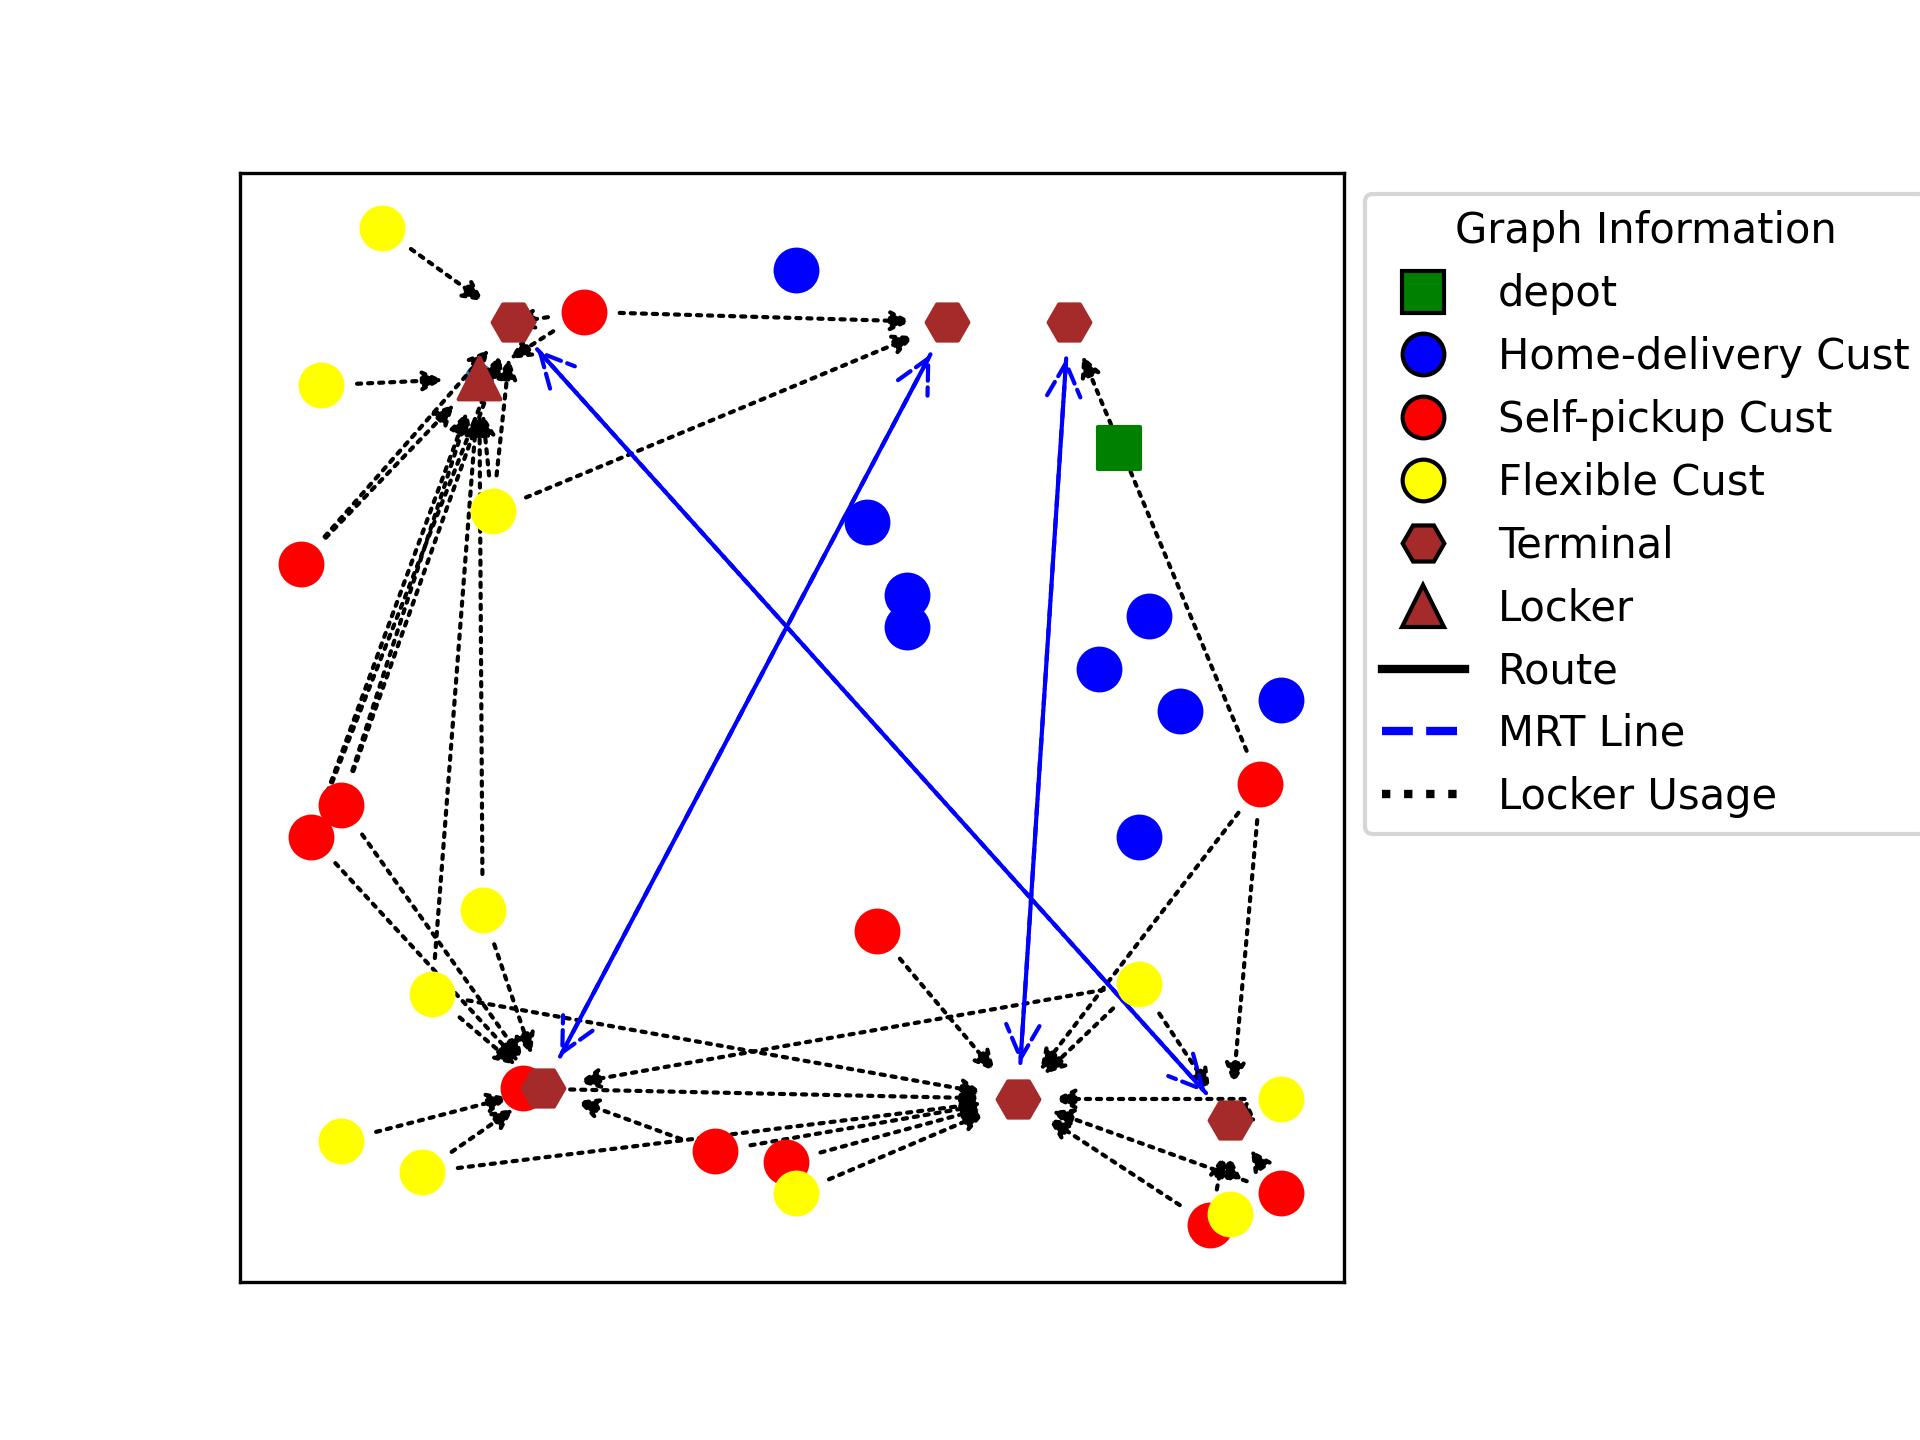 Graph Information
depot
Home-delivery Cust
Self-pickup Cust
Flexible Cust
Terminal
Locker
Route
MRT Line
Locker Usage